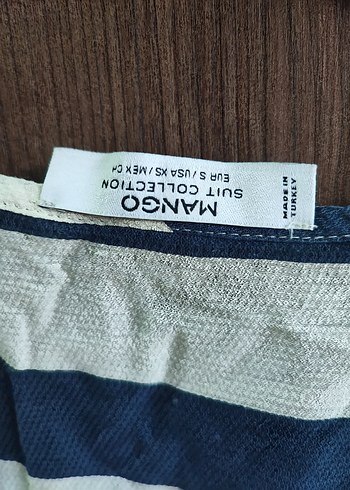 MANGO
SUIT COLLECTION
EUR S / USA XS / MEX CH
MADE IN
TURKEY